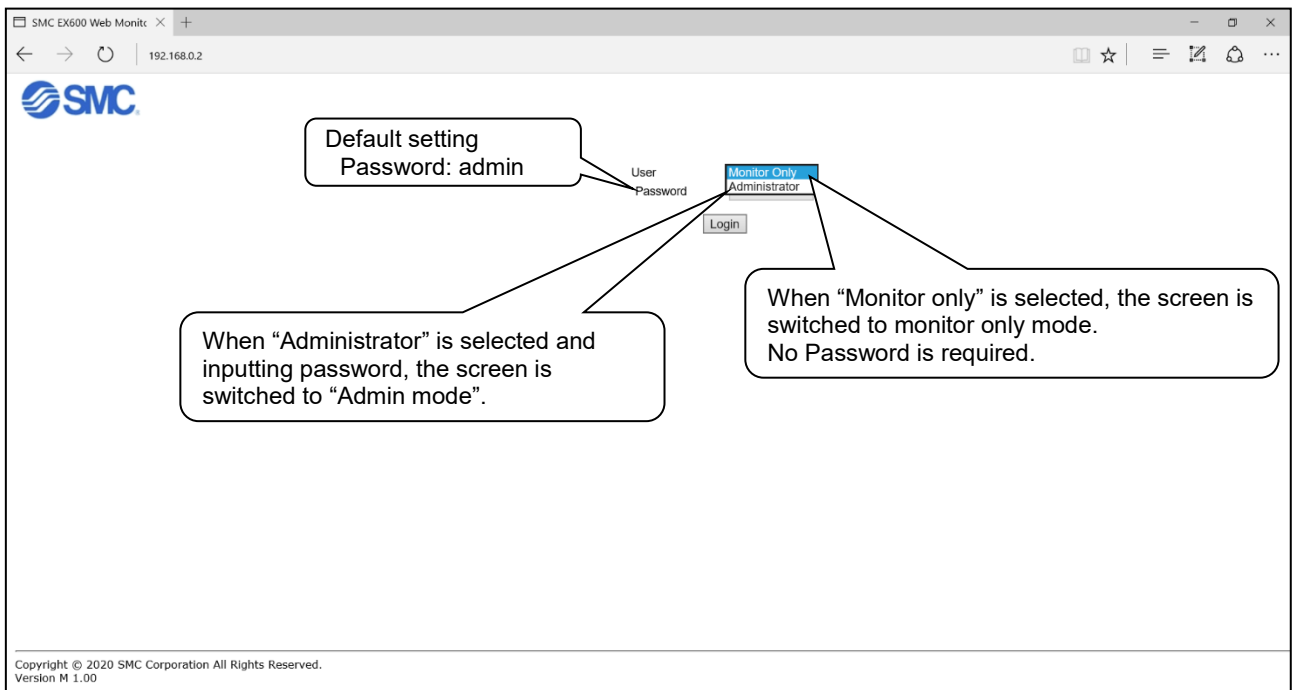 SMC EX600 Web Monitc
192.168.0.2
SMC.
Default setting
Password: admin
User
Monitor Only
Password
Administrator
Login
When “Monitor only” is selected, the screen is
switched to monitor only mode.
No Password is required.
When “Administrator” is selected and
inputting password, the screen is
switched to “Admin mode”.
Copyright © 2020 SMC Corporation All Rights Reserved.
Version M 1.00